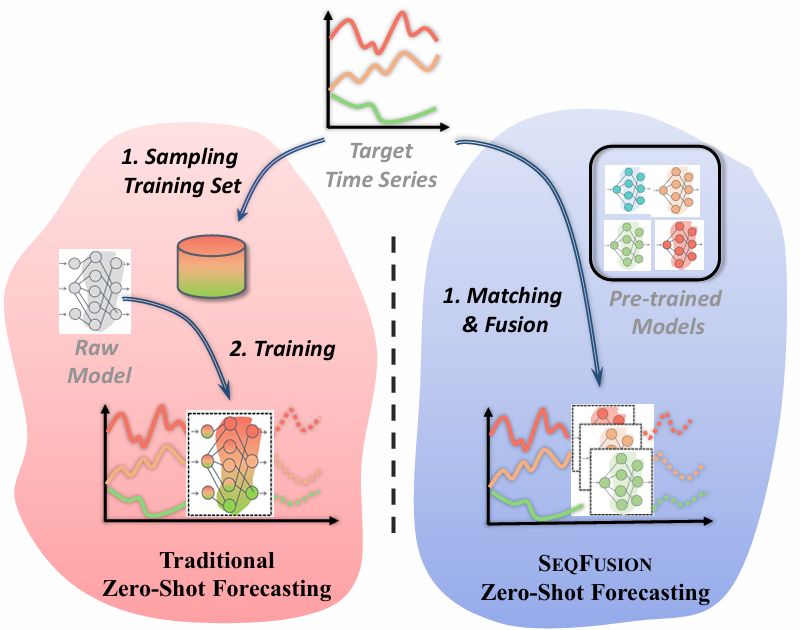 Target
Time Series
1. Sampling
Training Set
Raw
Model
2. Training
Traditional
Zero-Shot Forecasting
Pre-trained
Models
1. Matching
& Fusion
SEQFUSION
Zero-Shot Forecasting